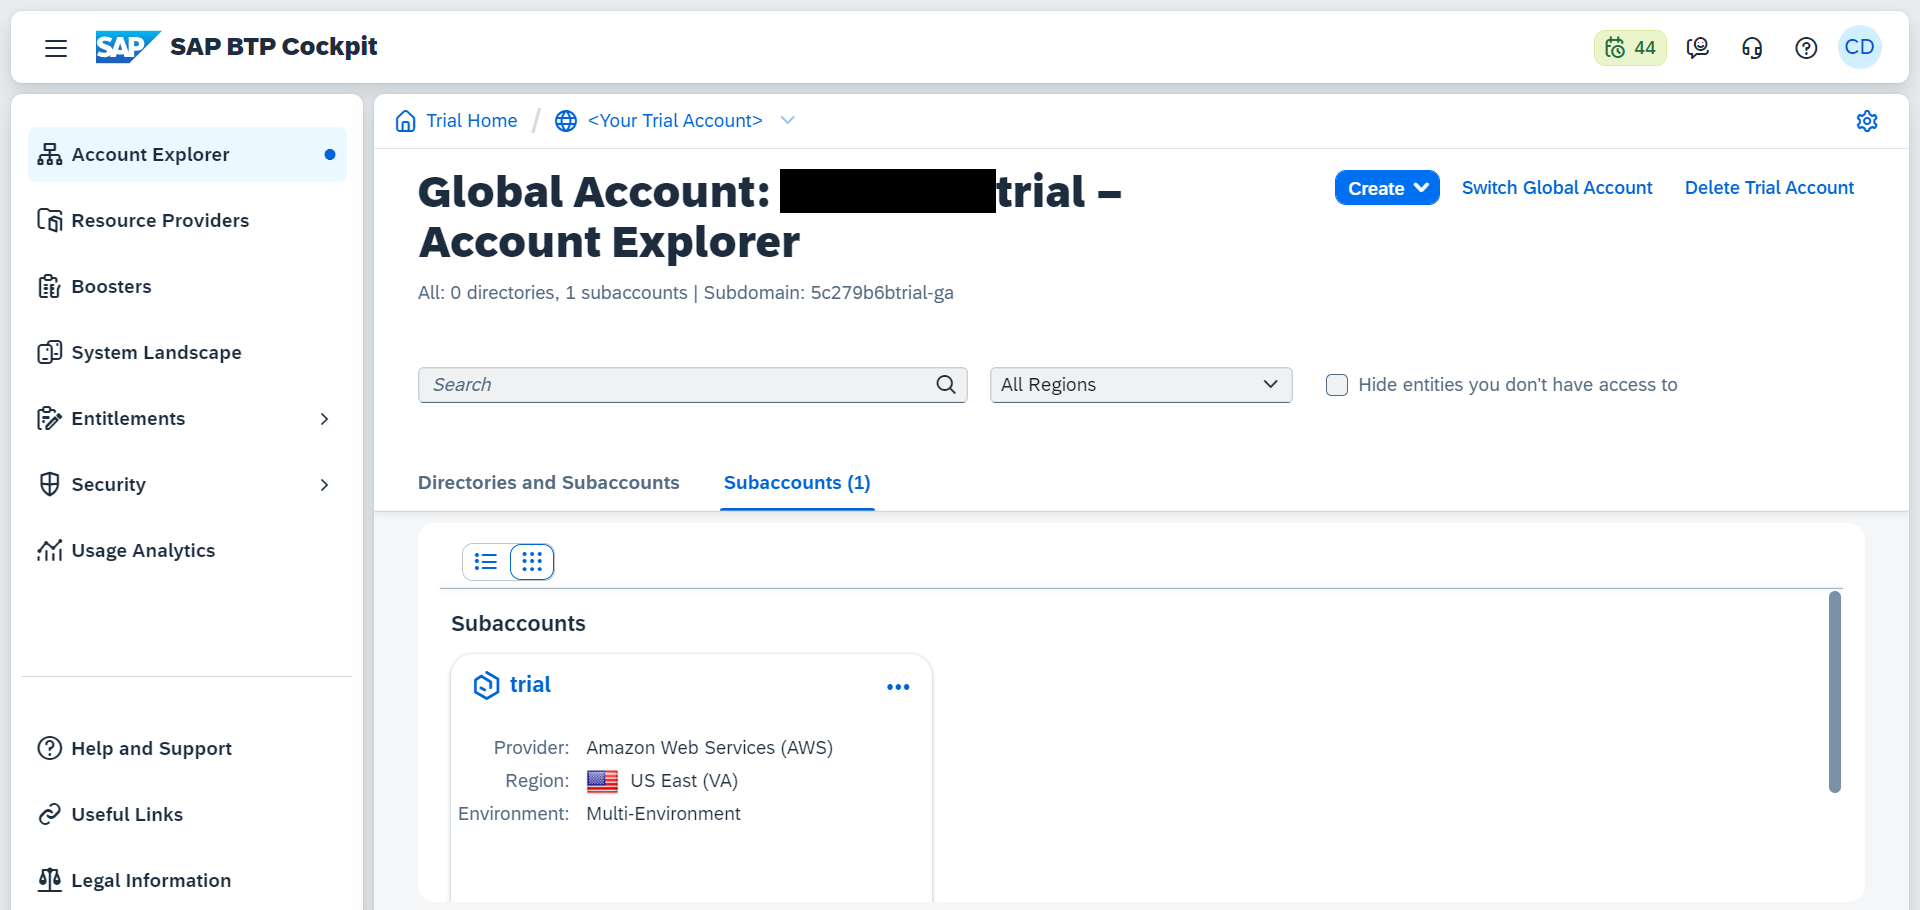 SAP SAP BTP Cockpit
44
CD
Account Explorer
Resource Providers
Boosters
System Landscape
Entitlements
Security
Usage Analytics
Help and Support
Useful Links
Legal Information
Trial Home / <Your Trial Account>
Global Account: trial –
Account Explorer
All: 0 directories, 1 subaccounts | Subdomain: 5c279b6btrial-ga
Create
Switch Global Account
Delete Trial Account
Search
All Regions
Hide entities you don't have access to
Directories and Subaccounts
Subaccounts (1)
Subaccounts
trial
Provider: Amazon Web Services (AWS)
Region: US East (VA)
Environment: Multi-Environment